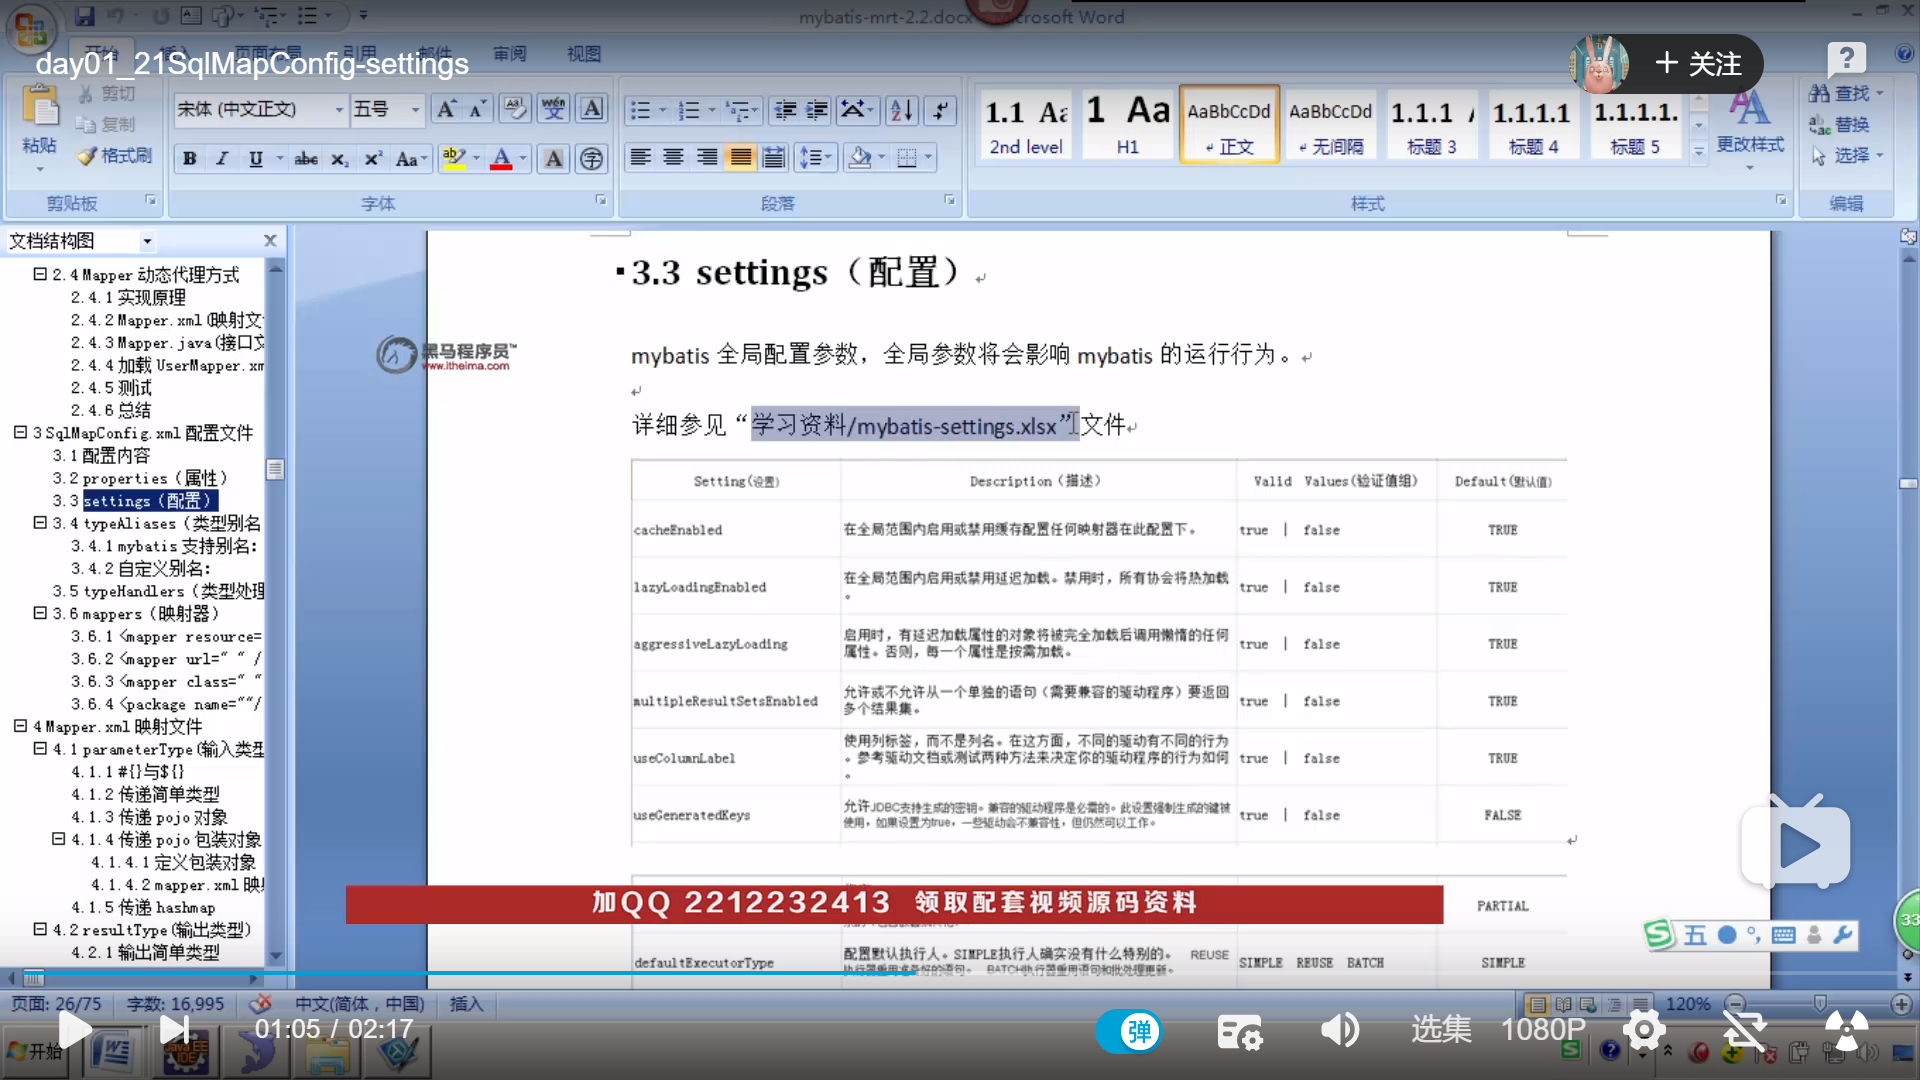 mybatis-mrt-2.2.docx - Microsoft Word
day01_21SqlMapConfig-settings
开始 插入 页面布局 引用 邮件 审阅 视图
关注
粘贴
剪切
复制
格式刷
剪贴板
宋体 (中文正文) 五号
字体
段落
1.1 Aa 1 Aa AaBbCcDd AaBbCcDd 1.1.1 1.1.1.1 1.1.1.1.
2nd level H1 正文 无间隔 标题 3 标题 4 标题 5
更改样式
样式
查找
替换
选择
编辑
文档结构图
2.4 Mapper 动态代理方式
2.4.1 实现原理
2.4.2 Mapper.xml(映射文
2.4.3 Mapper.java(接口文
2.4.4 加载 UserMapper.xm
2.4.5 测试
2.4.6 总结
3 SqlMapConfig.xml 配置文件
3.1 配置内容
3.2 properties（属性）
3.3 settings（配置）
3.4 typeAliases（类型别名
3.4.1 mybatis 支持别名：
3.4.2 自定义别名：
3.5 typeHandlers（类型处理
3.6 mappers（映射器）
3.6.1 <mapper resource=
3.6.2 <mapper url=“ ” /
3.6.3 <mapper class=“ ”
3.6.4 <package name=""/
4 Mapper.xml 映射文件
4.1 parameterType(输入类型
4.1.1 #{}与${}
4.1.2 传递简单类型
4.1.3 传递 pojo 对象
4.1.4 传递 pojo 包装对象
4.1.4.1 定义包装对象
4.1.4.2 mapper.xml 映
4.1.5 传递 hashmap
4.2 resultType(输出类型)
4.2.1 输出简单类型
3.3 settings（配置）
黑马程序员™
www.itheima.com
mybatis 全局配置参数，全局参数将会影响 mybatis 的运行行为。
详细参见“学习资料/mybatis-settings.xlsx”文件
Setting(设置) Description（描述） Valid Values(验证值组) Default(默认值)
cacheEnabled 在全局范围内启用或禁用缓存配置任何映射器在此配置下。 true | false TRUE
lazyLoadingEnabled 在全局范围内启用或禁用延迟加载。禁用时，所有协会将热加载 true | false TRUE
。
aggressiveLazyLoading 启用时，有延迟加载属性的对象将被完全加载后调用懒惰的任何 true | false TRUE
属性。否则，每一个属性是按需加载。
multipleResultSetsEnabled 允许或不允许从一个单独的语句（需要兼容的驱动程序）要返回 true | false TRUE
多个结果集。
useColumnLabel 使用列标签，而不是列名。在这方面，不同的驱动有不同的行为 true | false TRUE
。参考驱动文档或测试两种方法来决定你的驱动程序的行为如何
。
useGeneratedKeys 允许JDBC支持生成的密钥。兼容的驱动程序是必需的。此设置强制生成的键被 true | false FALSE
使用，如果设置为true，一些驱动会不兼容性，但仍然可以工作。
加QQ 2212232413 领取配套视频源码资料
PARTIAL
defaultExecutorType 配置默认执行人。SIMPLE执行人确实没有什么特别的。 REUSE SIMPLE REUSE BATCH SIMPLE
执行器重用准备好的语句。 BATCH执行器重用语句和批处理更新。
五
33
页面: 26/75 字数: 16,995 中文(简体，中国) 插入 120%
01:05 / 02:17
弹
选集 1080P
开始
Java EE
IDE